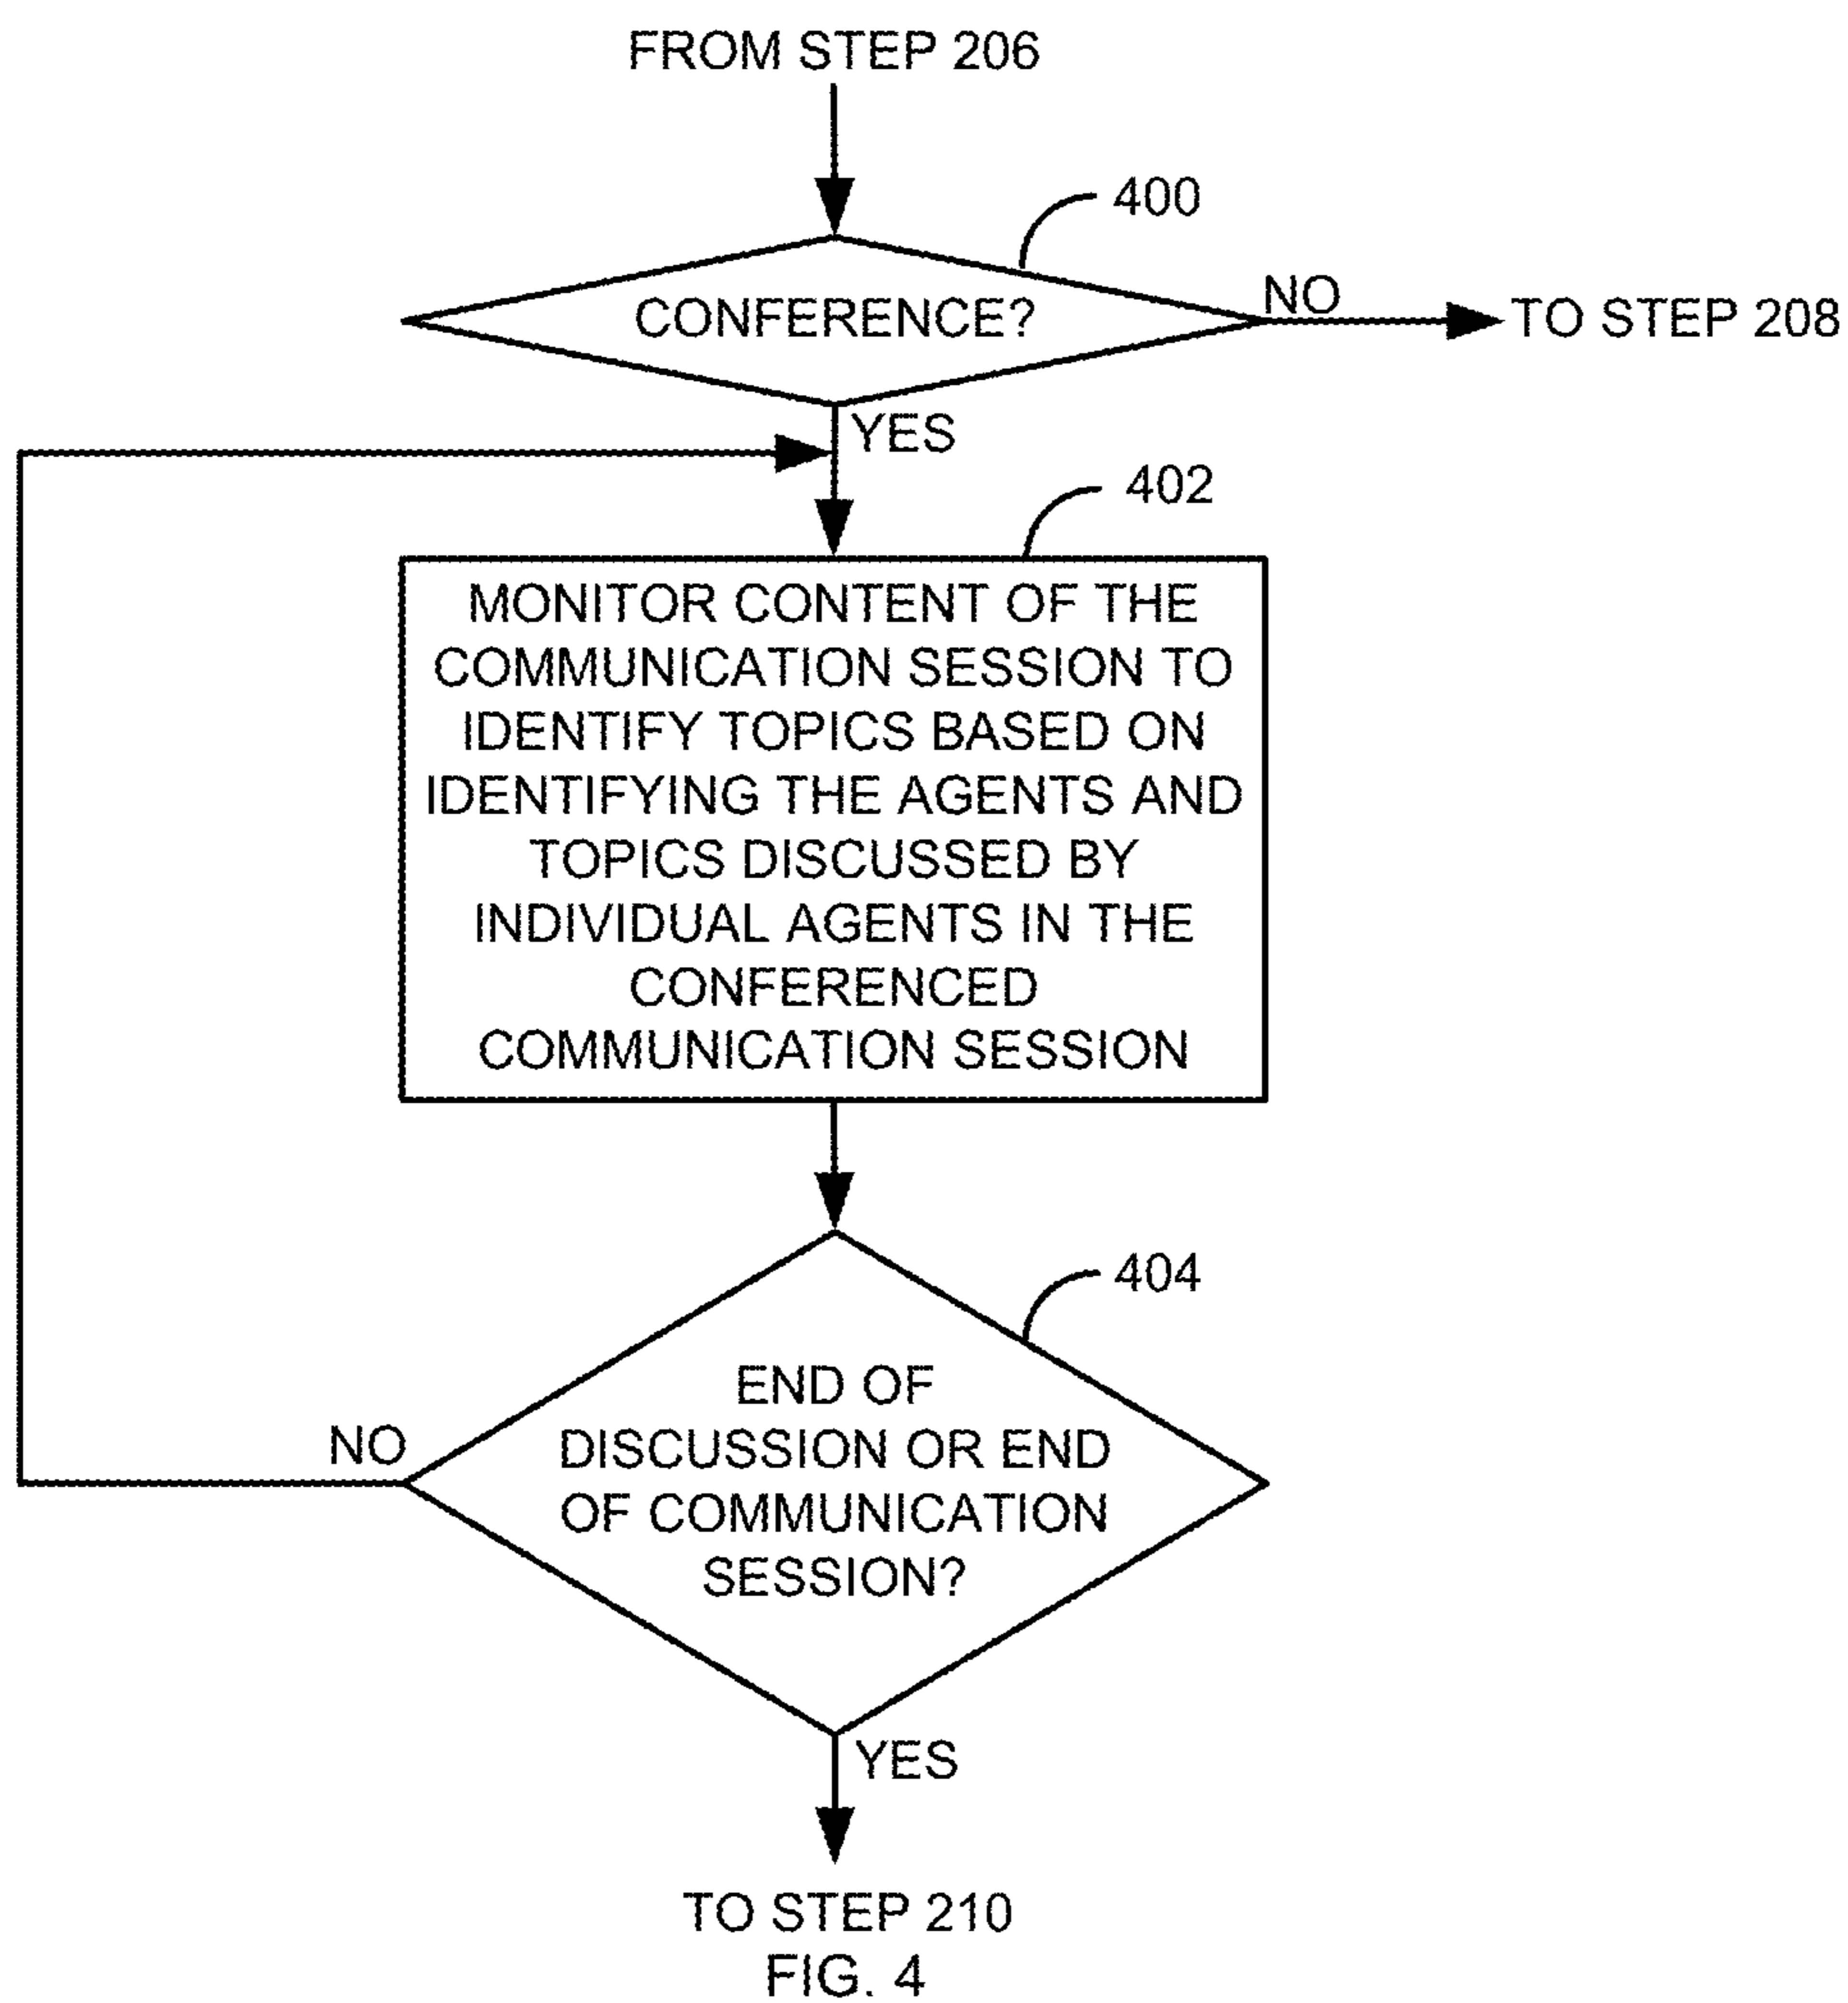 FROM STEP 206
400
CONFERENCE?
NO
TO STEP 208
YES
402
MONITOR CONTENT OF THE
COMMUNICATION SESSION TO
IDENTIFY TOPICS BASED ON
IDENTIFYING THE AGENTS AND
TOPICS DISCUSSED BY
INDIVIDUAL AGENTS IN THE
CONFERENCED
COMMUNICATION SESSION
404
END OF
DISCUSSION OR END
OF COMMUNICATION
SESSION?
NO
YES
TO STEP 210
FIG. 4